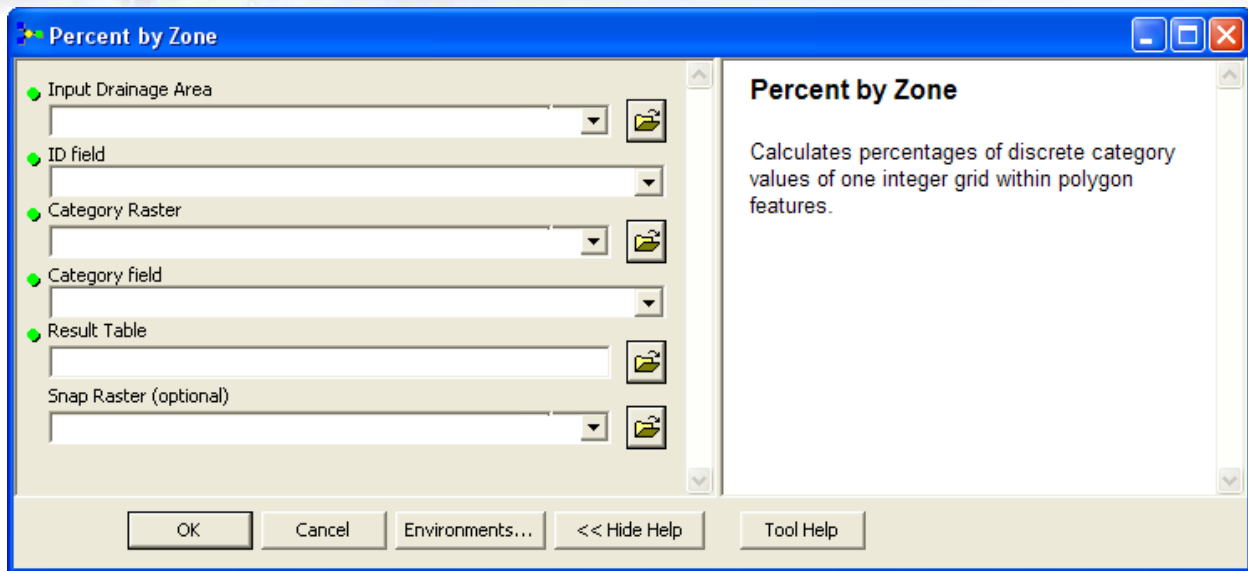 Percent by Zone
Input Drainage Area
ID field
Category Raster
Category field
Result Table
Snap Raster (optional)
Percent by Zone
Calculates percentages of discrete category
values of one integer grid within polygon
features.
OK Cancel Environments... << Hide Help Tool Help